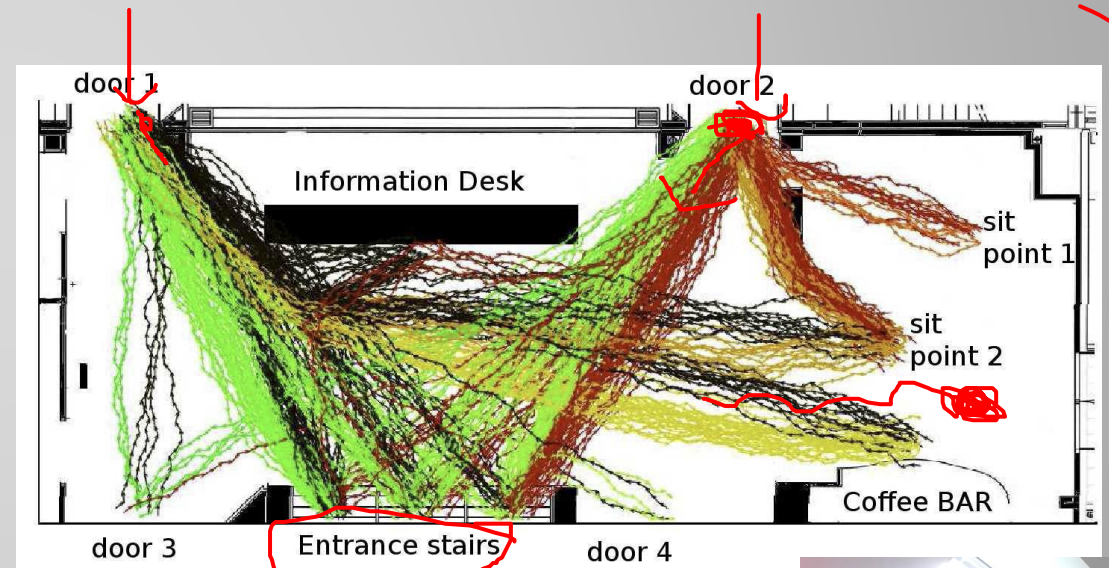 door 1
door 2
Information Desk
sit
point 1
sit
point 2
Coffee BAR
door 3
Entrance stairs
door 4